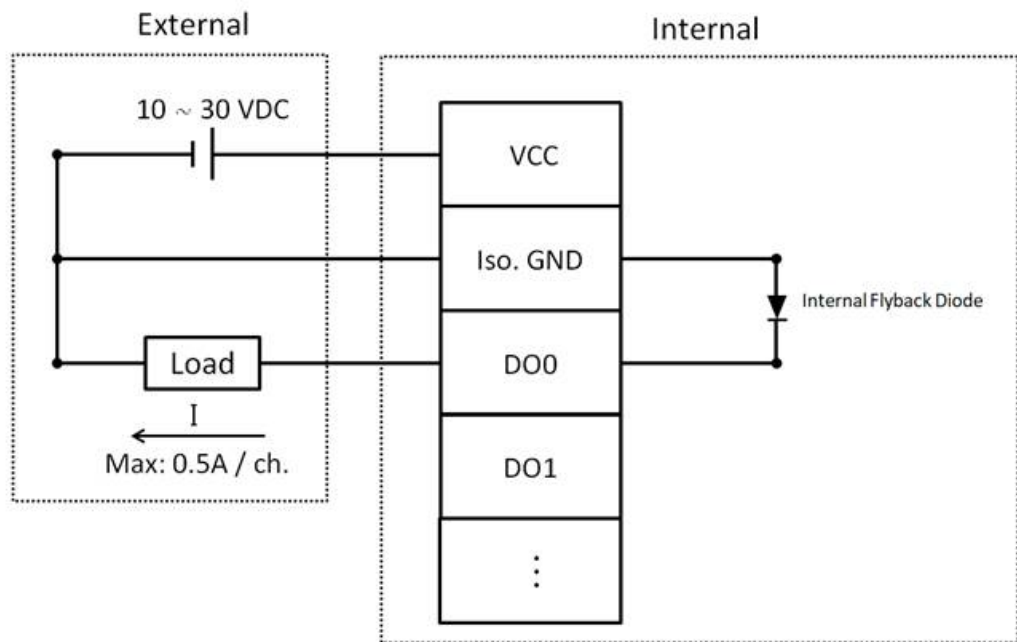 External
Internal
10 ~ 30 VDC
VCC
Iso. GND
Internal Flyback Diode
Load
DO0
I
Max: 0.5A / ch.
DO1
⋮